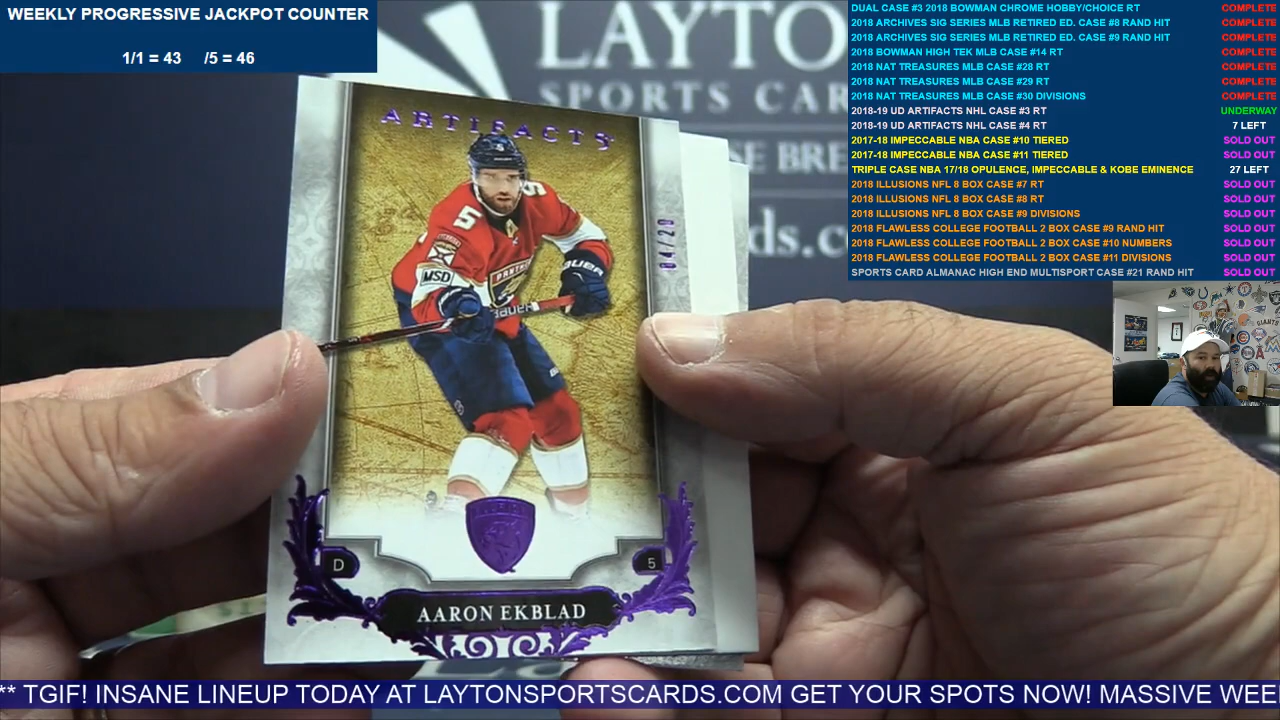 WEEKLY PROGRESSIVE JACKPOT COUNTER
1/1 = 43 /5 = 46
LAYTO
PORTS CARDS
E BRE
ds.c
ARTIFACTS
5
5
MSD
PANTHERS
BAUER
BAUER
04/20
D
5
AARON EKBLAD
DUAL CASE #3 2018 BOWMAN CHROME HOBBY/CHOICE RT COMPLETE
2018 ARCHIVES SIG SERIES MLB RETIRED ED. CASE #8 RAND HIT COMPLETE
2018 ARCHIVES SIG SERIES MLB RETIRED ED. CASE #9 RAND HIT COMPLETE
2018 BOWMAN HIGH TEK MLB CASE #14 RT COMPLETE
2018 NAT TREASURES MLB CASE #28 RT COMPLETE
2018 NAT TREASURES MLB CASE #29 RT COMPLETE
2018 NAT TREASURES MLB CASE #30 DIVISIONS COMPLETE
2018-19 UD ARTIFACTS NHL CASE #3 RT UNDERWAY
2018-19 UD ARTIFACTS NHL CASE #4 RT 7 LEFT
2017-18 IMPECCABLE NBA CASE #10 TIERED SOLD OUT
2017-18 IMPECCABLE NBA CASE #11 TIERED SOLD OUT
TRIPLE CASE NBA 17/18 OPULENCE, IMPECCABLE & KOBE EMINENCE 27 LEFT
2018 ILLUSIONS NFL 8 BOX CASE #7 RT SOLD OUT
2018 ILLUSIONS NFL 8 BOX CASE #8 RT SOLD OUT
2018 ILLUSIONS NFL 8 BOX CASE #9 DIVISIONS SOLD OUT
2018 FLAWLESS COLLEGE FOOTBALL 2 BOX CASE #9 RAND HIT SOLD OUT
2018 FLAWLESS COLLEGE FOOTBALL 2 BOX CASE #10 NUMBERS SOLD OUT
2018 FLAWLESS COLLEGE FOOTBALL 2 BOX CASE #11 DIVISIONS SOLD OUT
SPORTS CARD ALMANAC HIGH END MULTISPORT CASE #21 RAND HIT SOLD OUT
** TGIF! INSANE LINEUP TODAY AT LAYTONSPORTSCARDS.COM GET YOUR SPOTS NOW! MASSIVE WEE